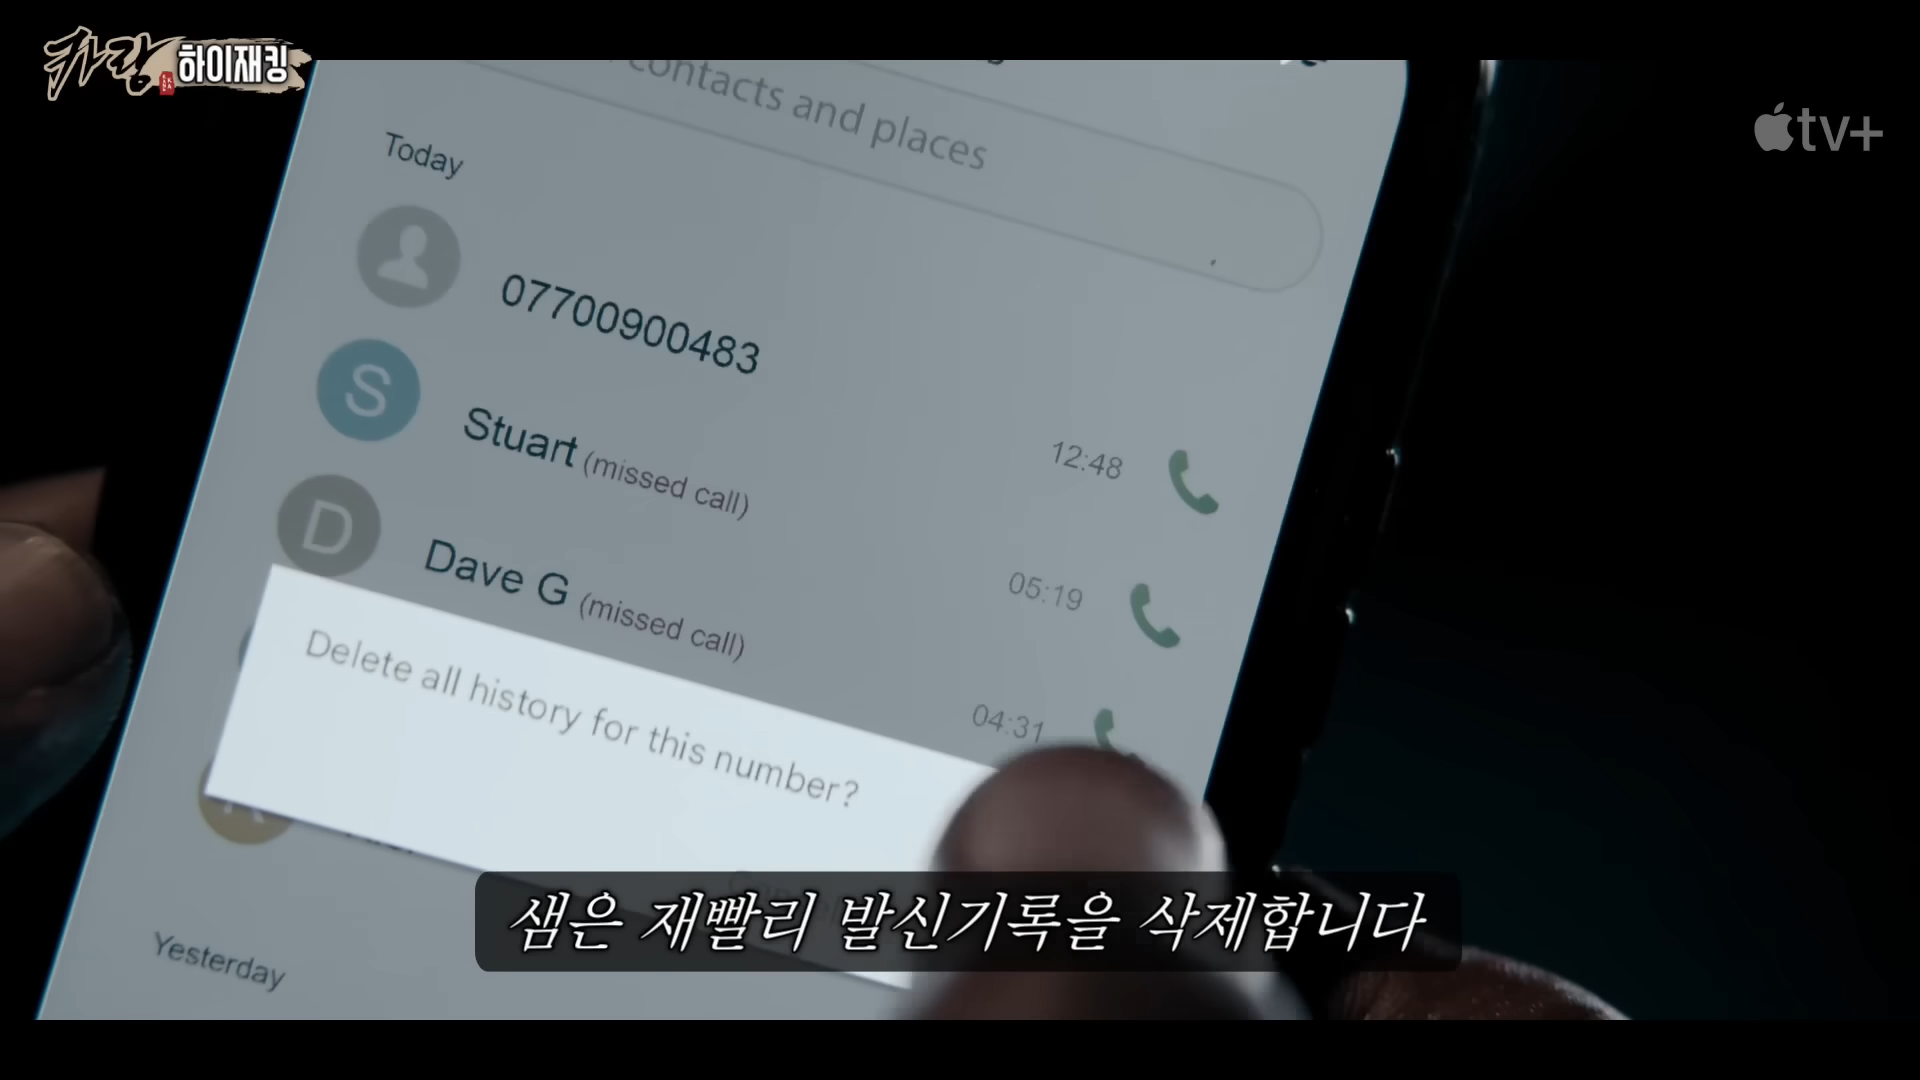 카랑
하이재킹
tv+
contacts and places
Today
07700900483
12:48
Stuart (missed call)
05:19
Dave G (missed call)
04:31
Delete all history for this number?
샘은 재빨리 발신기록을 삭제합니다
Yesterday